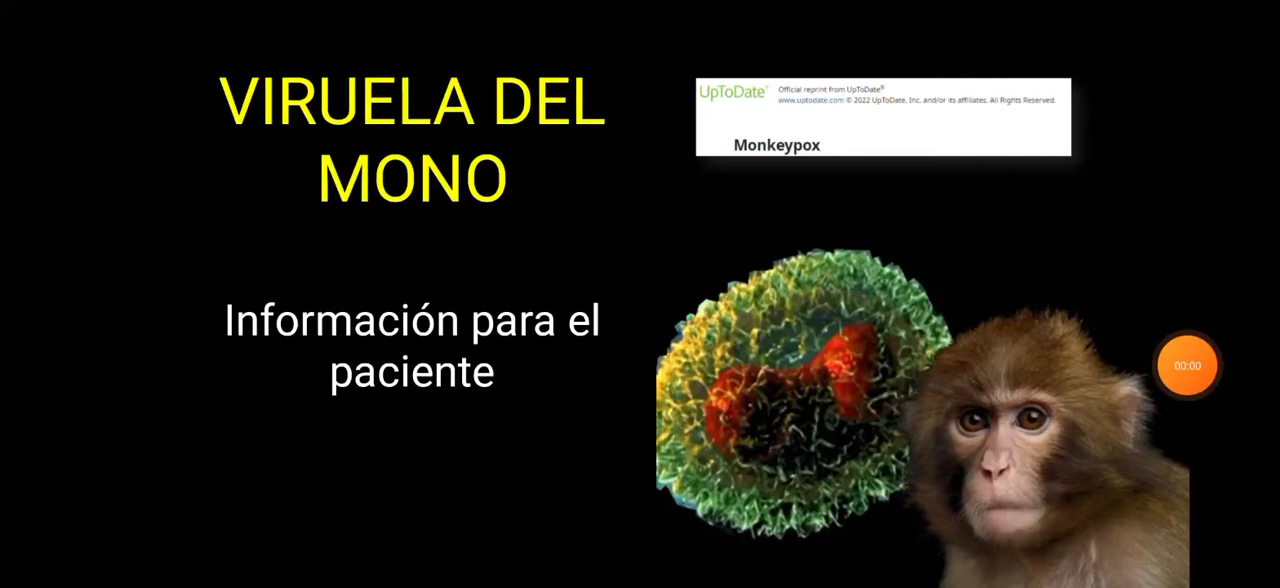 VIRUELA DEL
MONO
Información para el
paciente
UpToDate®
Official reprint from UpToDate®
www.uptodate.com © 2022 UpToDate, Inc. and/or its affiliates. All Rights Reserved.
Monkeypox
00:00